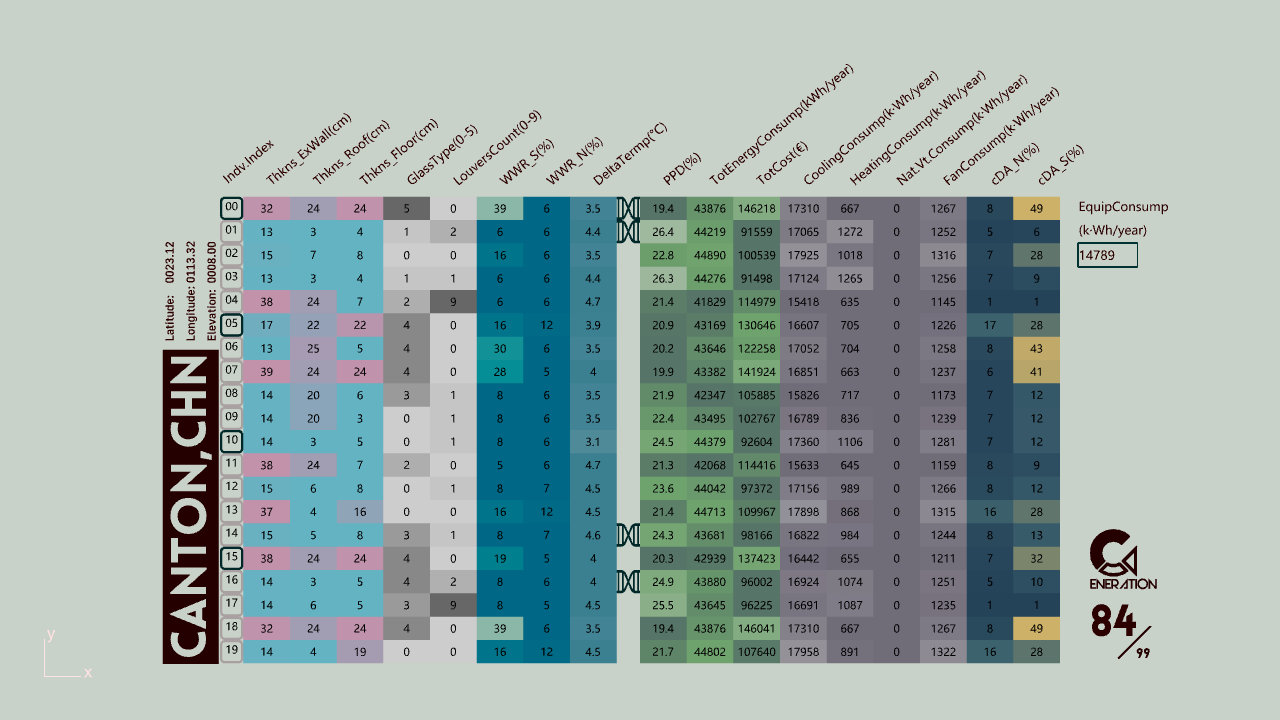 Indv.Index Thkns_ExWall(cm) Thkns_Roof(cm) Thkns_Floor(cm) GlassType(0-5) LouversCount(0-9) WWR_S(%) WWR_N(%) DeltaTermp(°C) PPD(%) TotEnergyConsump(kWh/year) TotCost(€) CoolingConsump(k·Wh/year) HeatingConsump(k·Wh/year) Nat.Vt.Consump(k·Wh/year) FanConsump(k·Wh/year) cDA_N(%) cDA_S(%)
00 32 24 24 5 0 39 6 3.5 19.4 43876 146218 17310 667 0 1267 8 49
01 13 3 4 1 2 6 6 4.4 26.4 44219 91559 17065 1272 0 1252 5 6
02 15 7 8 0 0 16 6 3.5 22.8 44890 100539 17925 1018 0 1316 7 28
03 13 3 4 1 1 6 6 4.4 26.3 44276 91498 17124 1265 0 1256 7 9
04 38 24 7 2 9 6 6 4.7 21.4 41829 114979 15418 635 0 1145 1 1
05 17 22 22 4 0 16 12 3.9 20.9 43169 130646 16607 705 0 1226 17 28
06 13 25 5 4 0 30 6 3.5 20.2 43646 122258 17052 704 0 1258 8 43
07 39 24 24 4 0 28 5 4 19.9 43382 141924 16851 663 0 1237 6 41
08 14 20 6 3 1 8 6 3.5 21.9 42347 105885 15826 717 0 1173 7 12
09 14 20 3 0 1 8 6 3.5 22.4 43495 102767 16789 836 0 1239 7 12
10 14 3 5 0 1 8 6 3.1 24.5 44379 92604 17360 1106 0 1281 7 12
11 38 24 7 2 0 5 6 4.7 21.3 42068 114416 15633 645 0 1159 8 9
12 15 6 8 0 1 8 7 4.5 23.6 44042 97372 17156 989 0 1266 8 12
13 37 4 16 0 0 16 12 4.5 21.4 44713 109967 17898 868 0 1315 16 28
14 15 5 8 3 1 8 7 4.6 24.3 43681 98166 16822 984 0 1244 8 13
15 38 24 24 4 0 19 5 4 20.3 42939 137423 16442 655 0 1211 7 32
16 14 3 5 4 2 8 6 4 24.9 43880 96002 16924 1074 0 1251 5 10
17 14 6 5 3 9 8 5 4.5 25.5 43645 96225 16691 1087 0 1235 1 1
18 32 24 24 4 0 39 6 3.5 19.4 43876 146041 17310 667 0 1267 8 49
19 14 4 19 0 0 16 12 4.5 21.7 44802 107640 17958 891 0 1322 16 28
Latitude: 0023.12
Longitude: 0113.32
Elevation: 0008.00
CANTON,CHN
EquipConsump
(k·Wh/year)
14789
ENERATION
84/99
y
x